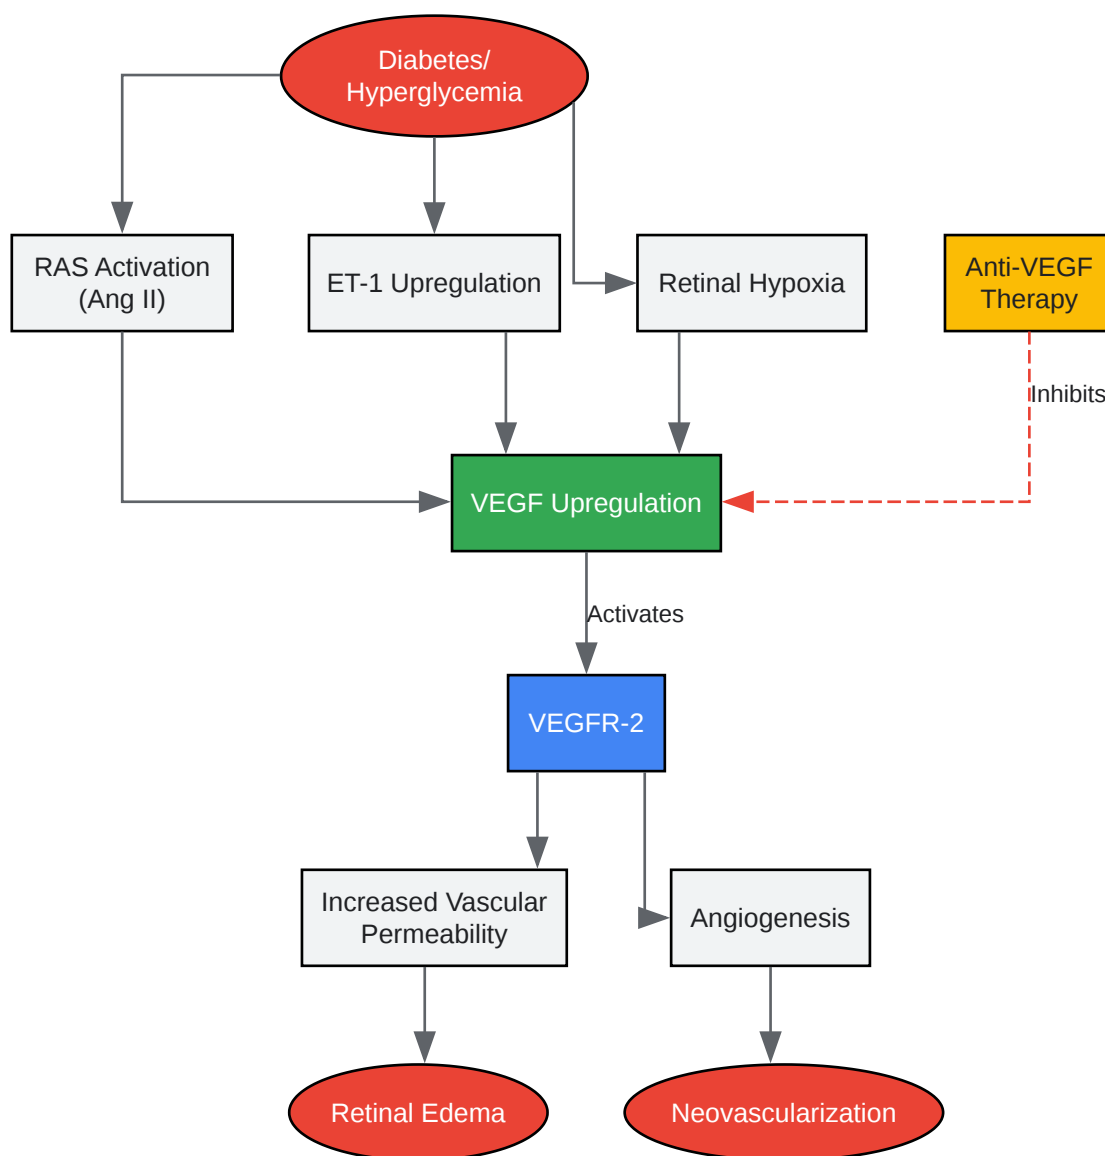 Diabetes/
Hyperglycemia
RAS Activation
(Ang II)
ET-1 Upregulation
Retinal Hypoxia
Anti-VEGF
Therapy
Inhibits
VEGF Upregulation
Activates
VEGFR-2
Increased Vascular
Permeability
Angiogenesis
Retinal Edema
Neovascularization